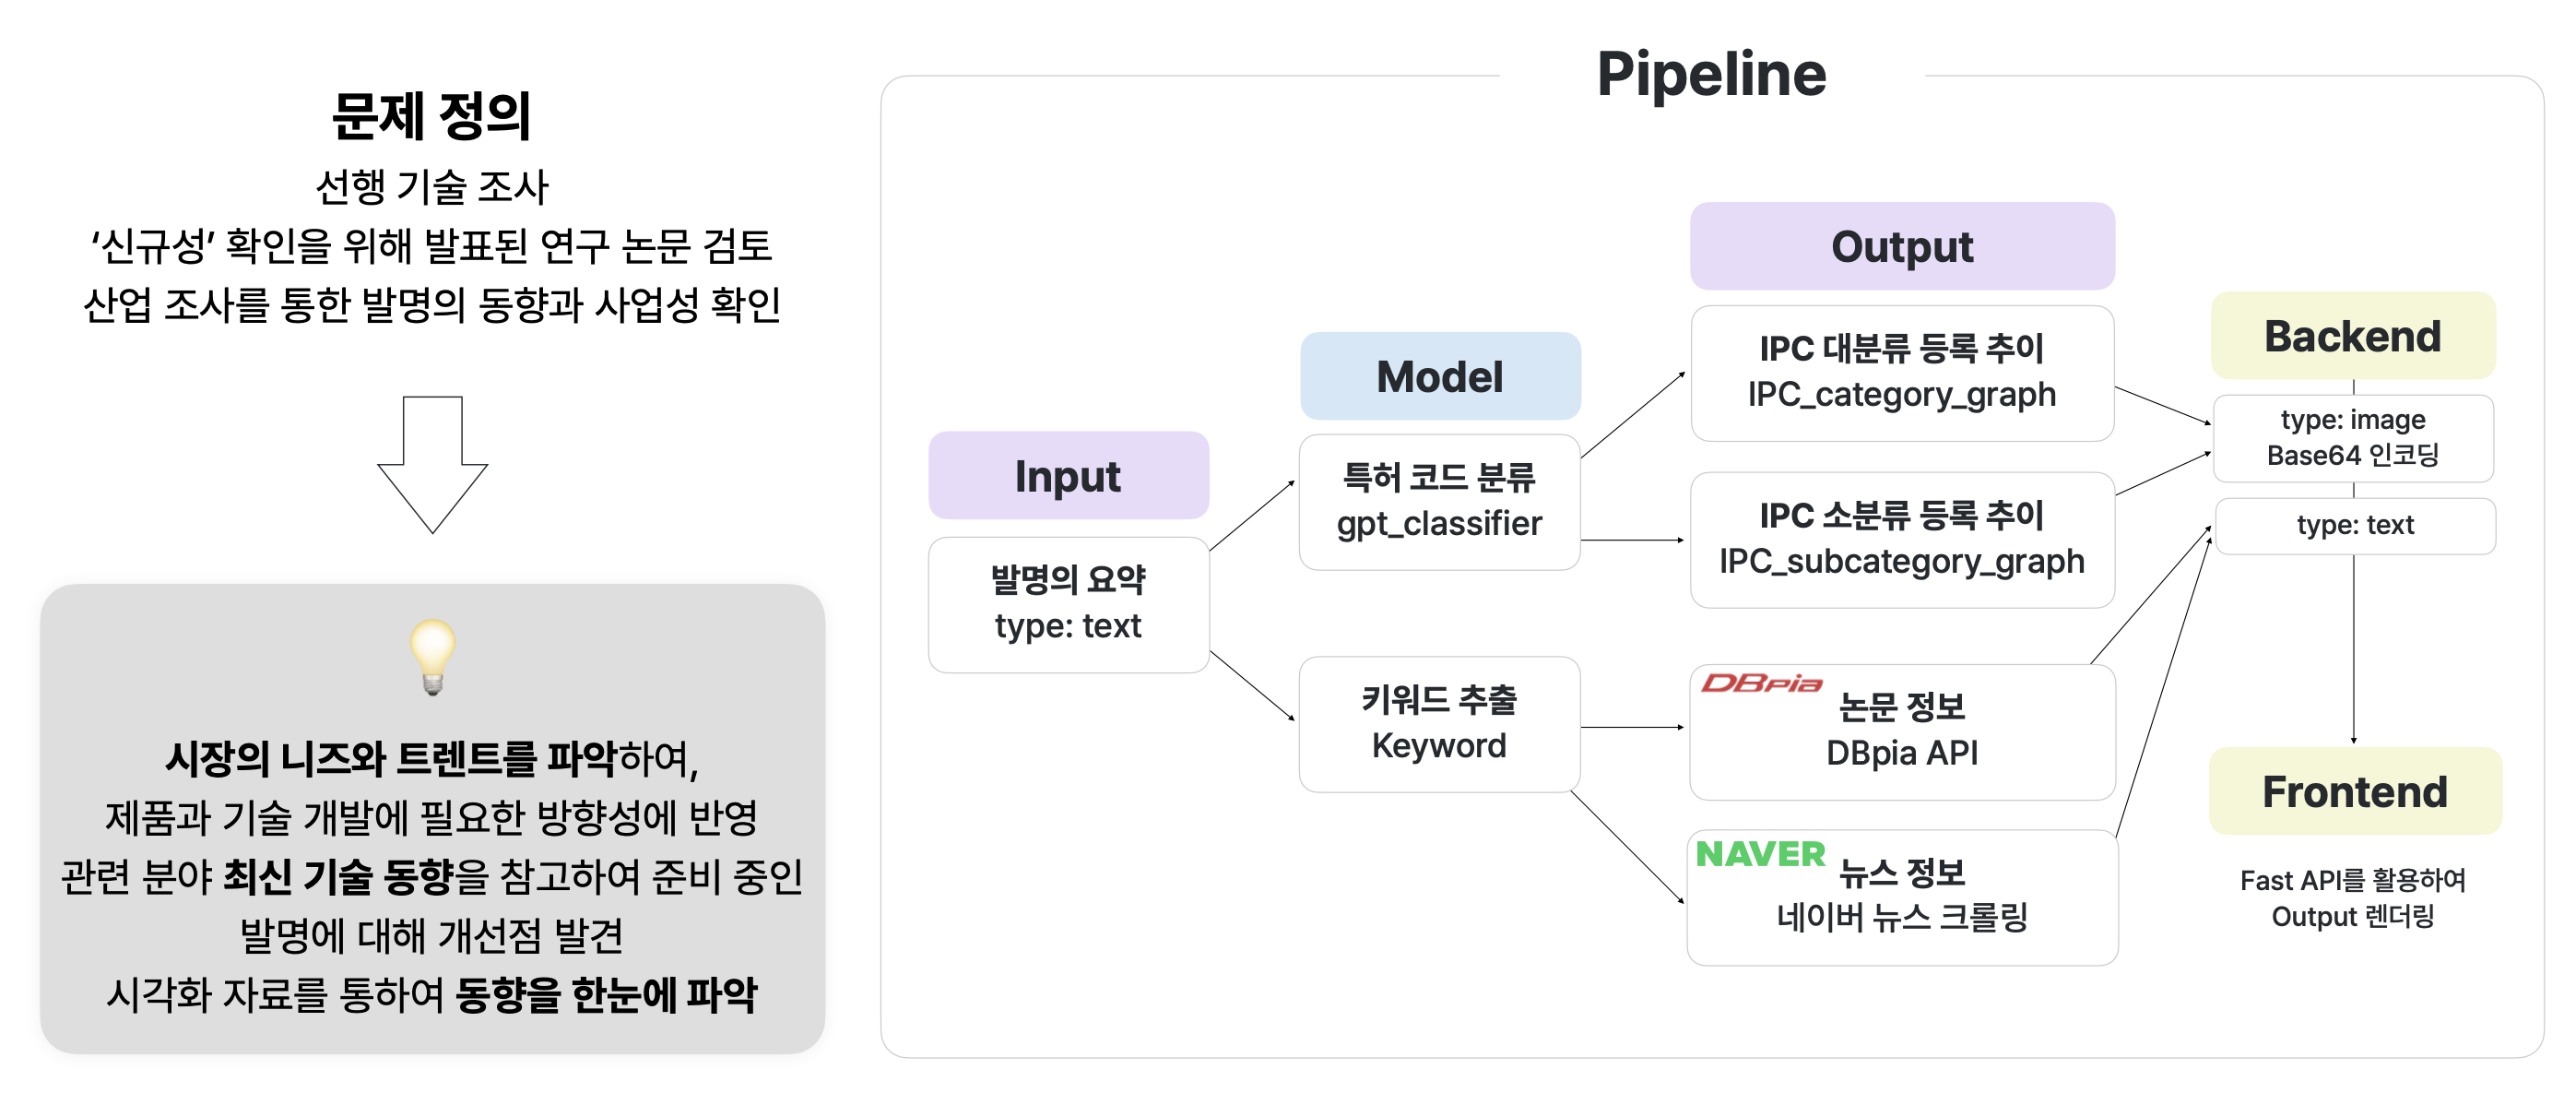 문제 정의
선행 기술 조사
‘신규성’ 확인을 위해 발표된 연구 논문 검토
산업 조사를 통한 발명의 동향과 사업성 확인
시장의 니즈와 트렌트를 파악하여,
제품과 기술 개발에 필요한 방향성에 반영
관련 분야 최신 기술 동향을 참고하여 준비 중인
발명에 대해 개선점 발견
시각화 자료를 통하여 동향을 한눈에 파악
Pipeline
Input
발명의 요약
type: text
Model
특허 코드 분류
gpt_classifier
키워드 추출
Keyword
Output
IPC 대분류 등록 추이
IPC_category_graph
IPC 소분류 등록 추이
IPC_subcategory_graph
DBpia
논문 정보
DBpia API
NAVER
뉴스 정보
네이버 뉴스 크롤링
Backend
type: image
Base64 인코딩
type: text
Frontend
Fast API를 활용하여
Output 렌더링